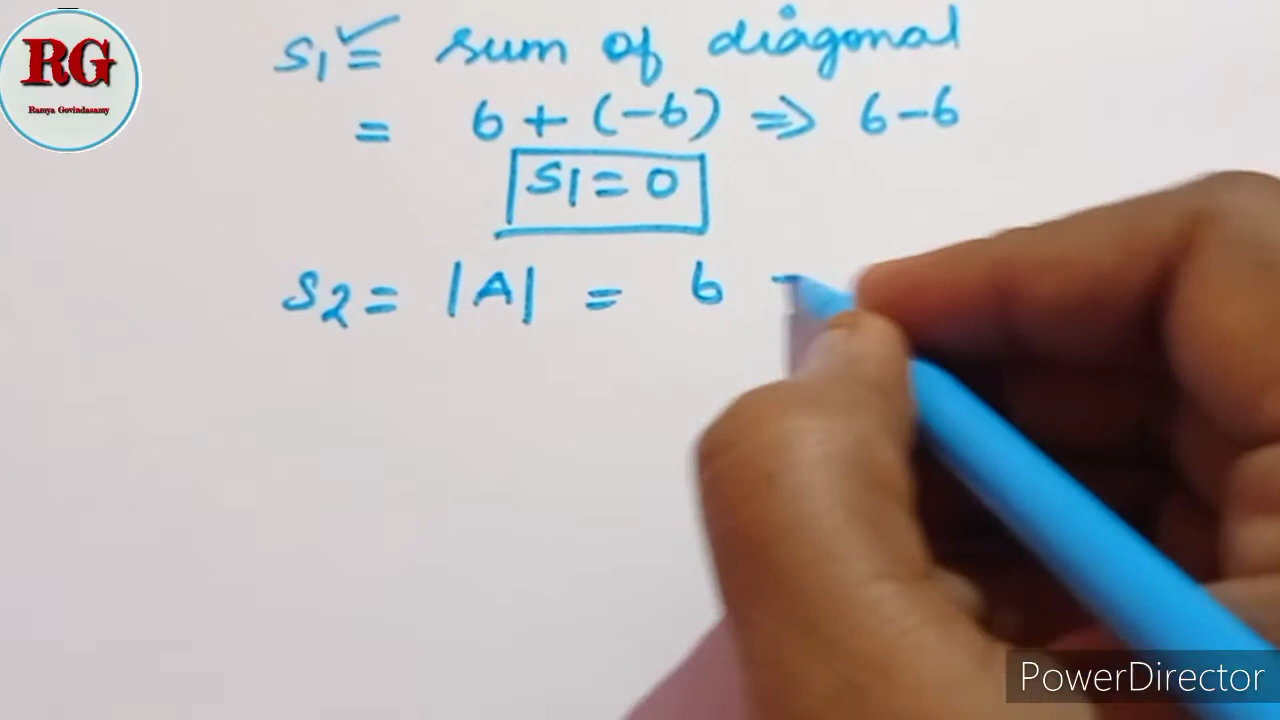 RG
Ramya Govindasamy
S1 = sum of diagonal
= 6 + (-6) ⇒ 6-6
S1 = 0
S2 = |A| = 6 -
PowerDirector